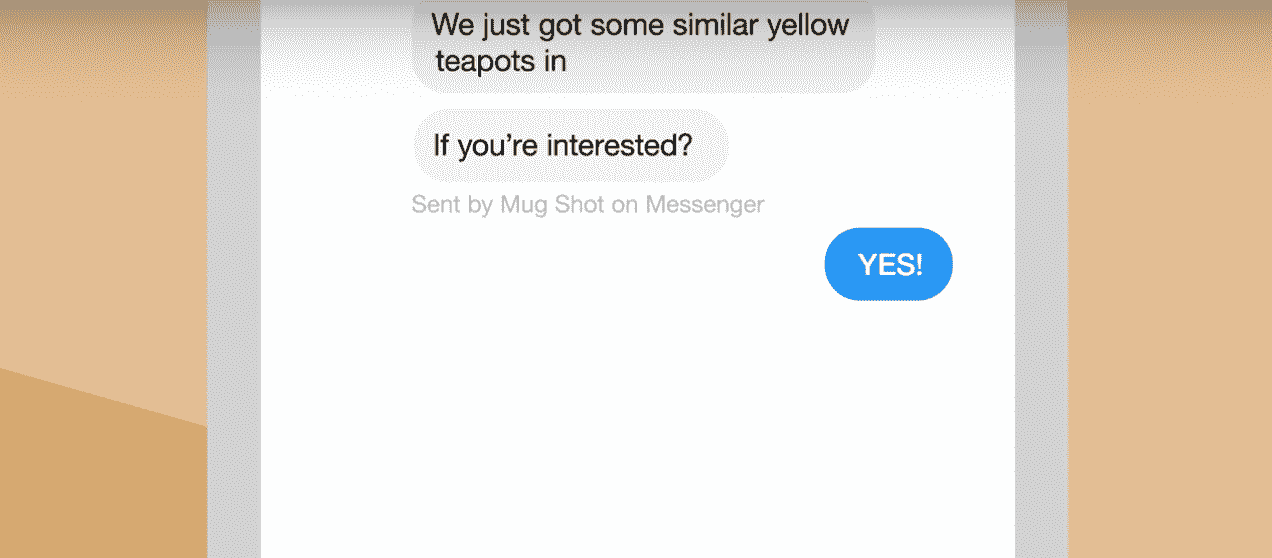 We just got some similar yellow
teapots in
If you're interested?
Sent by Mug Shot on Messenger
YES!